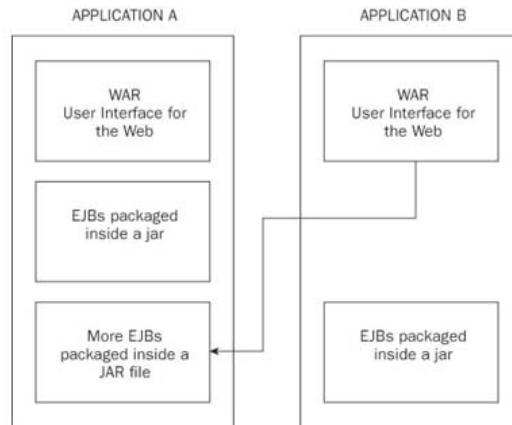 APPLICATION A
APPLICATION B
WAR
User Interface for
the Web
EJBs packaged
inside a jar
More EJBs
packaged inside a
JAR file
WAR
User Interface for
the Web
EJBs packaged
inside a jar